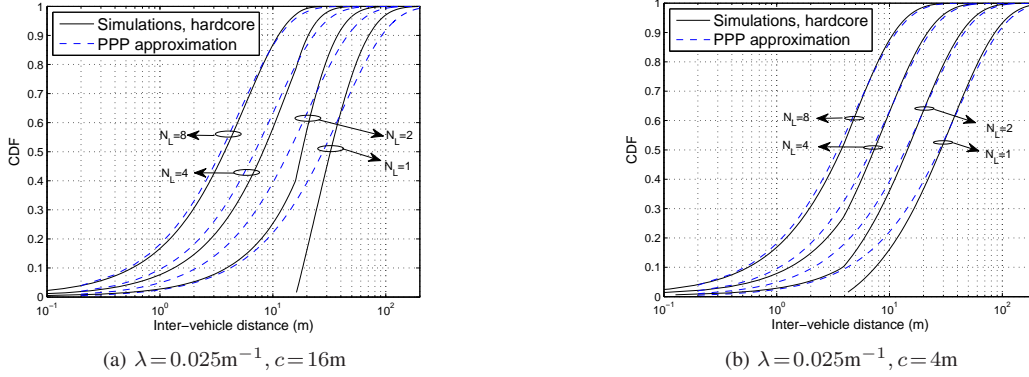 1
0.9
0.8
0.7
0.6
0.5
0.4
0.3
0.2
0.1
0
CDF
Simulations, hardcore
PPP approximation
N_L=8
N_L=4
N_L=2
N_L=1
10^−1
10^0
10^1
10^2
Inter−vehicle distance (m)
(a) λ=0.025m^−1, c=16m
1
0.9
0.8
0.7
0.6
0.5
0.4
0.3
0.2
0.1
0
CDF
Simulations, hardcore
PPP approximation
N_L=8
N_L=4
N_L=2
N_L=1
10^−1
10^0
10^1
10^2
Inter−vehicle distance (m)
(b) λ=0.025m^−1, c=4m